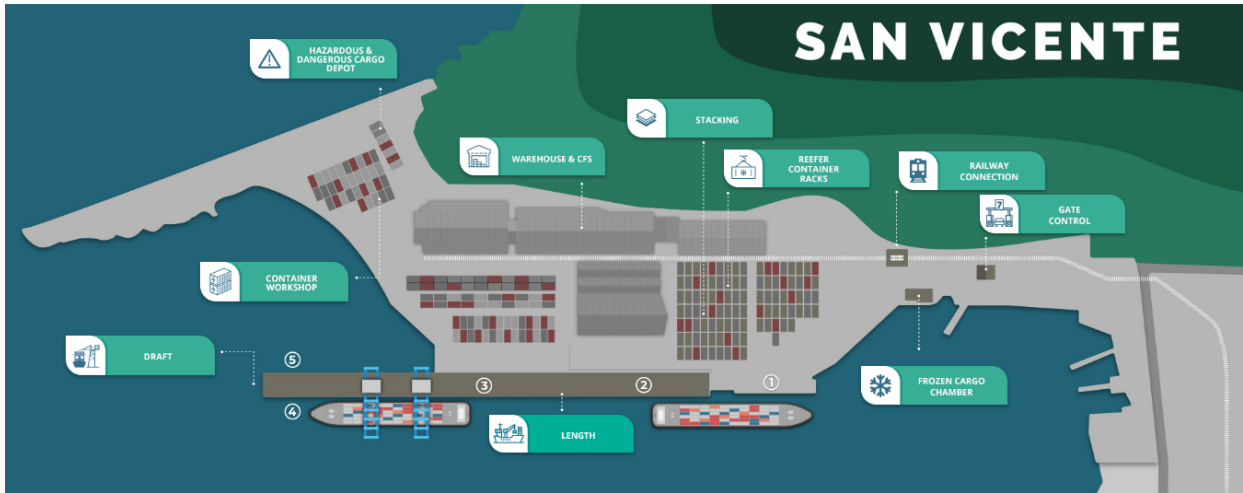 SAN VICENTE
HAZARDOUS &
DANGEROUS CARGO
DEPOT
STACKING
WAREHOUSE & CFS
REEFER
CONTAINER
RACKS
RAILWAY
CONNECTION
7
GATE
CONTROL
CONTAINER
WORKSHOP
DRAFT
5
4
3
2
1
FROZEN CARGO
CHAMBER
LENGTH